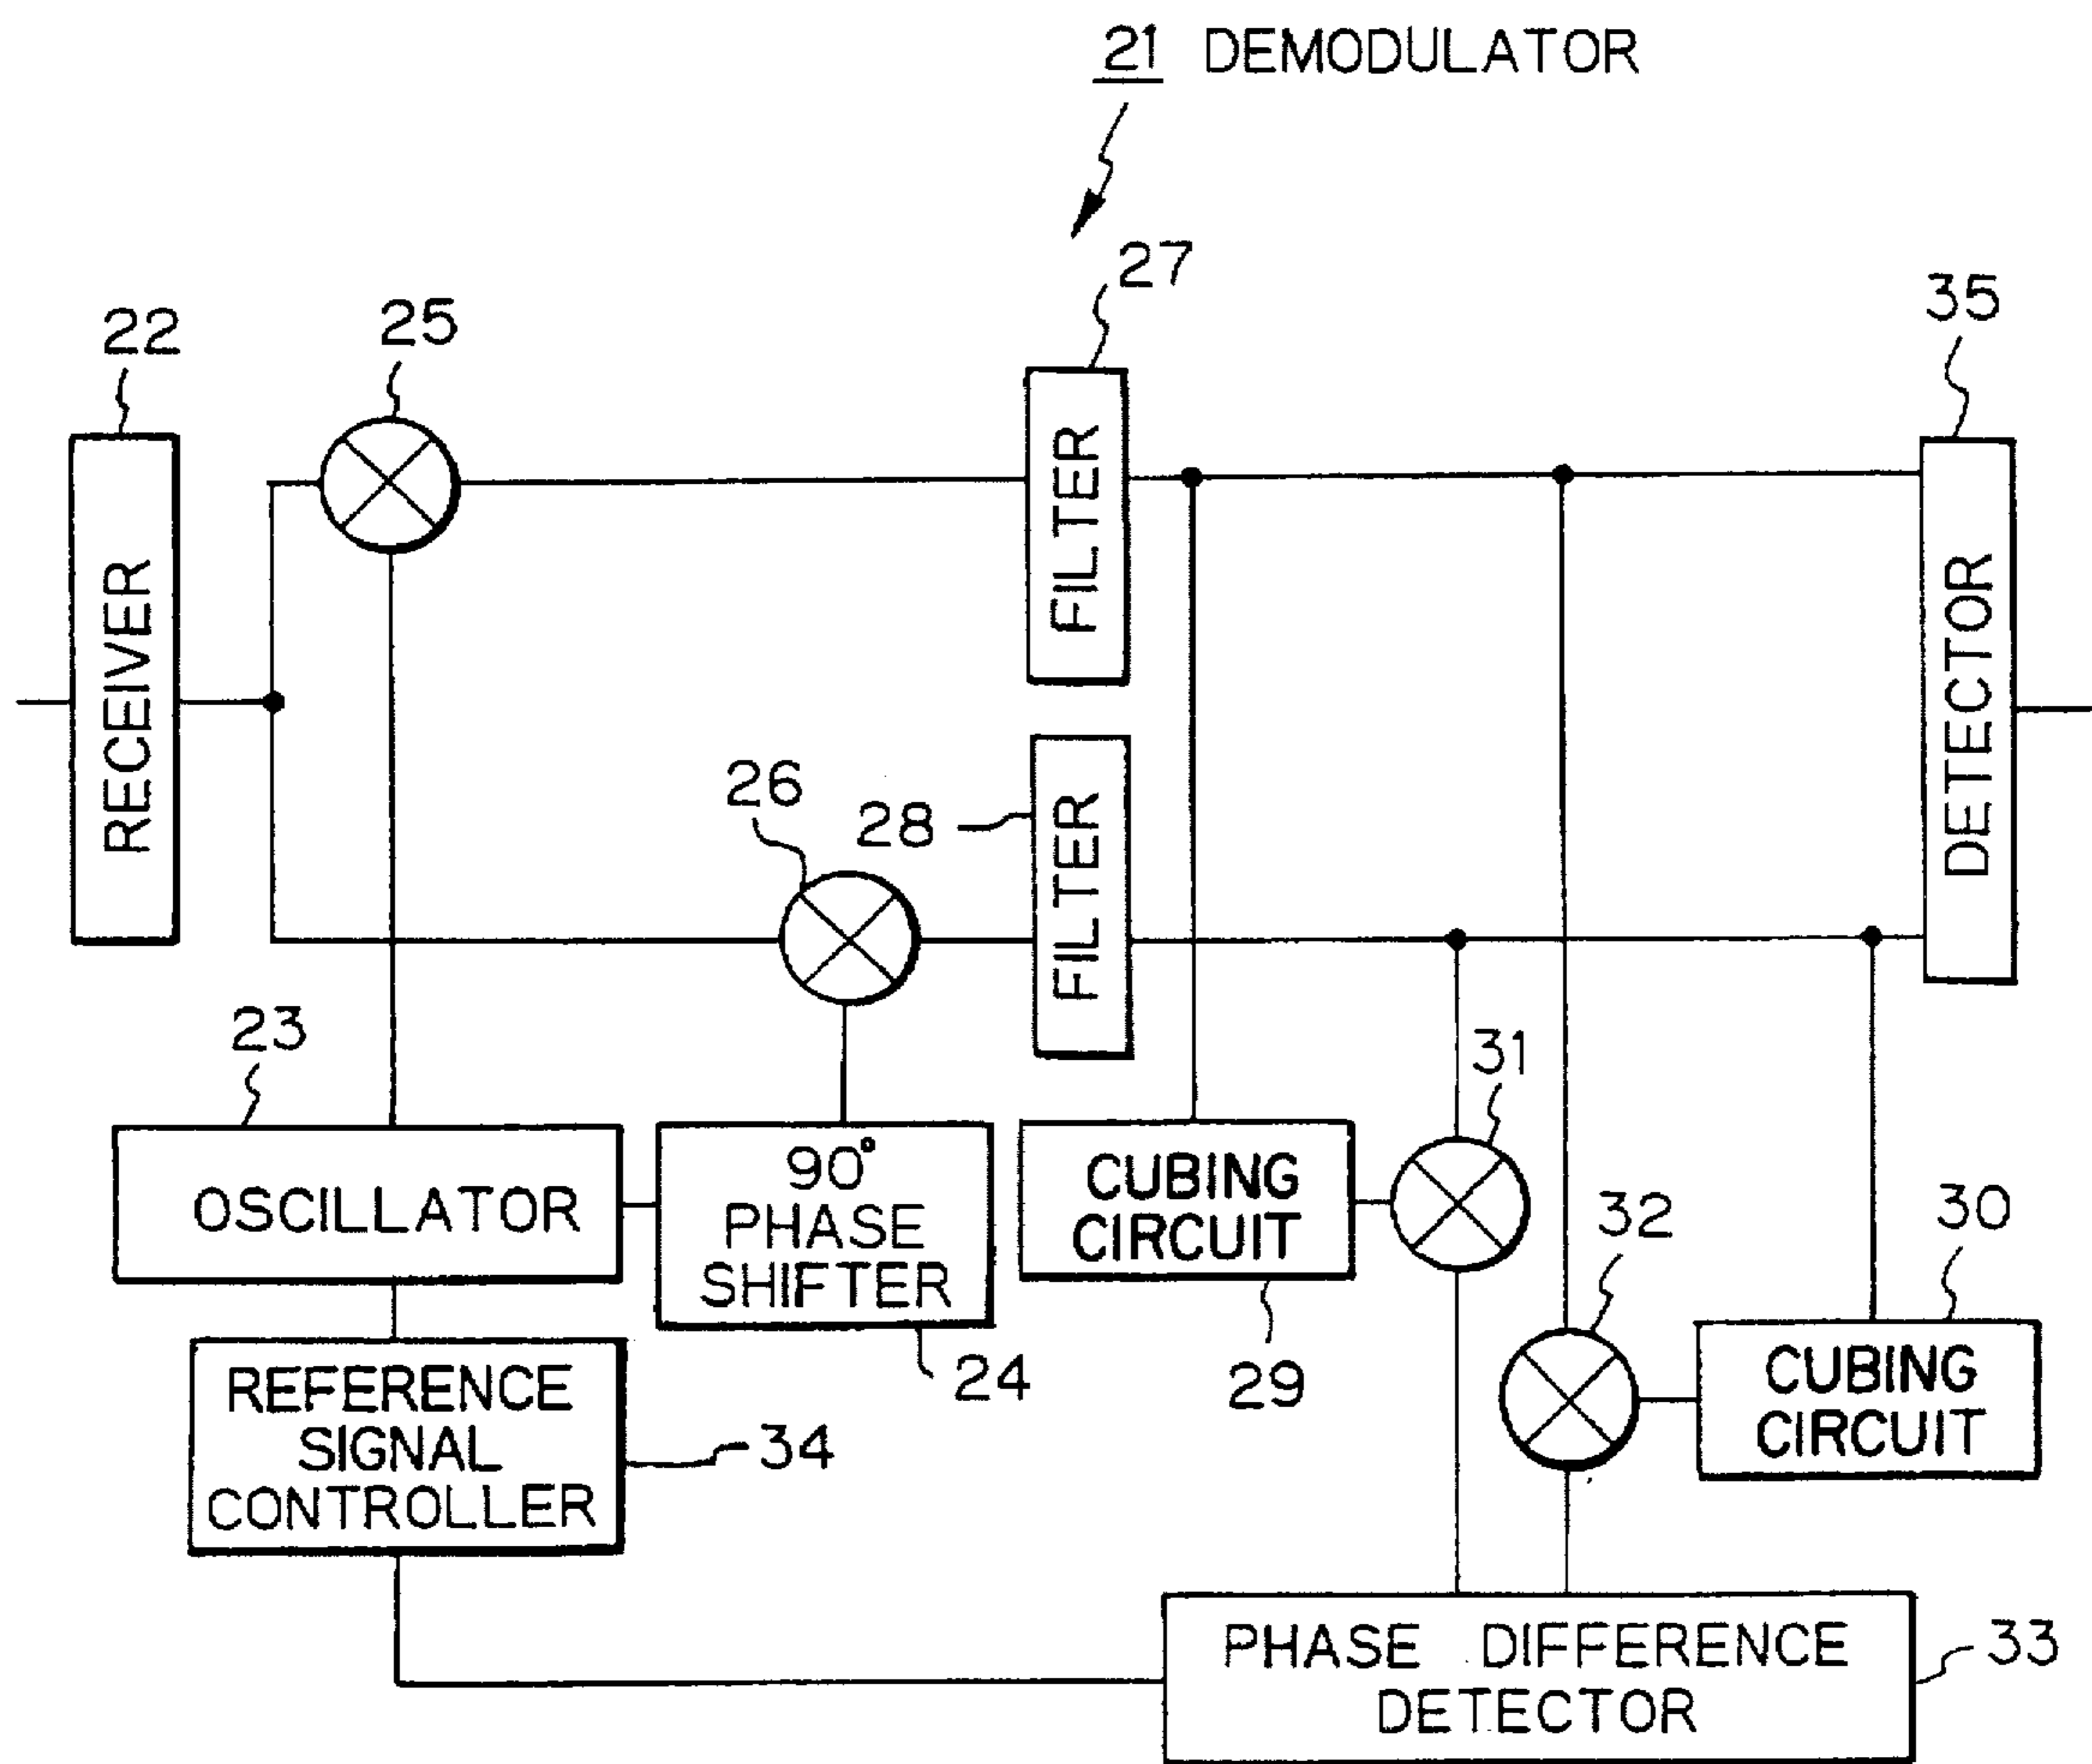 21 DEMODULATOR
27
35
22
25
FILTER
RECEIVER
DETECTOR
26
28
FILTER
23
31
OSCILLATOR
90°
PHASE
SHIFTER
CUBING
CIRCUIT
32
30
24
29
CUBING
CIRCUIT
REFERENCE
SIGNAL
CONTROLLER
34
PHASE DIFFERENCE
DETECTOR
33